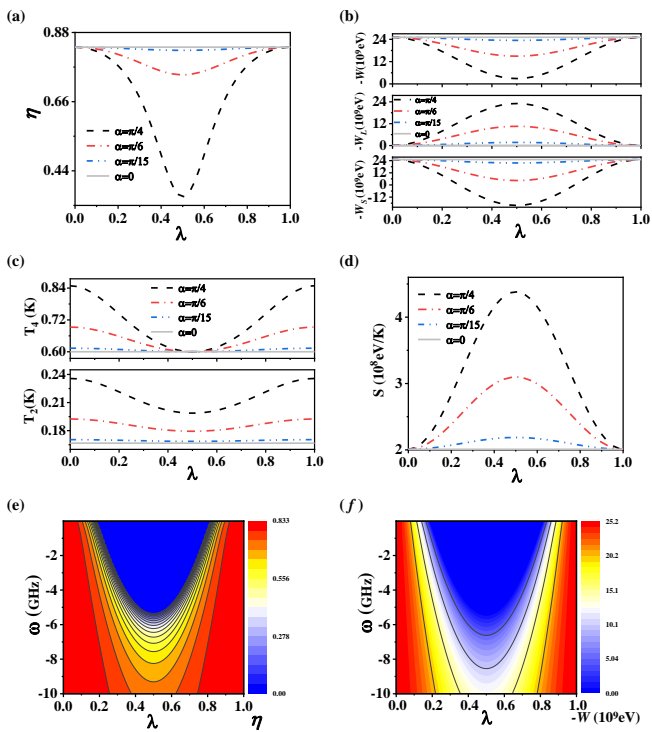 (a)
0.88
0.66
0.44
η
α=π/4
α=π/6
α=π/15
α=0
0.0 0.2 0.4 0.6 0.8 1.0
λ
(b)
24
12
0
-W(10⁹eV)
24
12
0
-W_L(10⁹eV)
α=π/4
α=π/6
α=π/15
α=0
24
12
0
-12
-W_S(10⁹eV)
0.0 0.2 0.4 0.6 0.8 1.0
λ
(c)
0.84
0.72
0.60
T₄ (K)
α=π/4
α=π/6
α=π/15
α=0
0.24
0.21
0.18
T₂(K)
0.0 0.2 0.4 0.6 0.8 1.0
λ
(d)
4
3
2
S (10⁸eV/K)
α=π/4
α=π/6
α=π/15
α=0
0.0 0.2 0.4 0.6 0.8 1.0
λ
(e)
-2
-4
-6
-8
-10
ω (GHz)
0.0 0.2 0.4 0.6 0.8 1.0
λ
0.833
0.556
0.278
0.00
η
(f)
-2
-4
-6
-8
-10
ω (GHz)
0.0 0.2 0.4 0.6 0.8 1.0
λ
25.2
20.2
15.1
10.1
5.04
0.00
-W (10⁹eV)